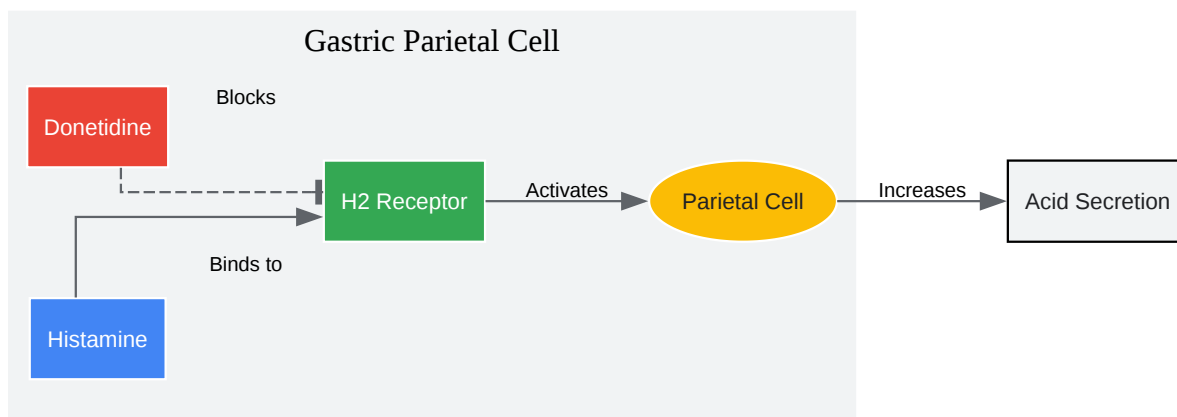 Gastric Parietal Cell
Blocks
Donetidine
H2 Receptor
Activates
Parietal Cell
Increases
Acid Secretion
Binds to
Histamine